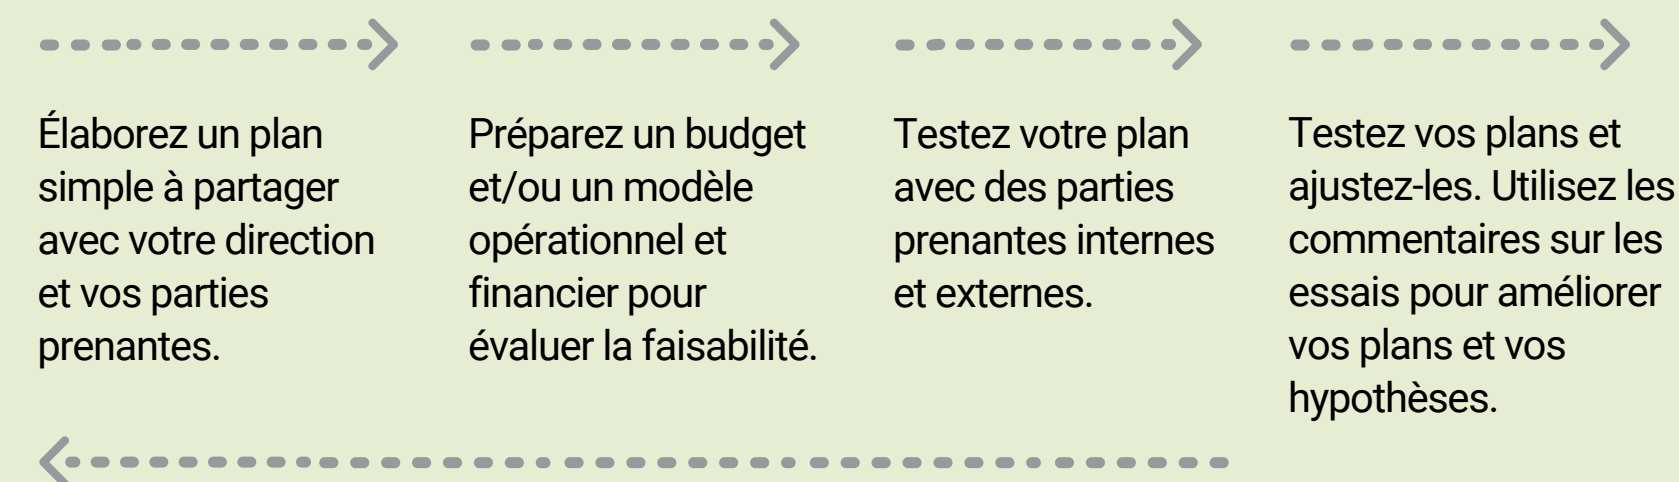 Élaborez un plan
simple à partager
avec votre direction
et vos parties
prenantes.
Préparez un budget
et/ou un modèle
opérationnel et
financier pour
évaluer la faisabilité.
Testez votre plan
avec des parties
prenantes internes
et externes.
Testez vos plans et
ajustez-les. Utilisez les
commentaires sur les
essais pour améliorer
vos plans et vos
hypothèses.